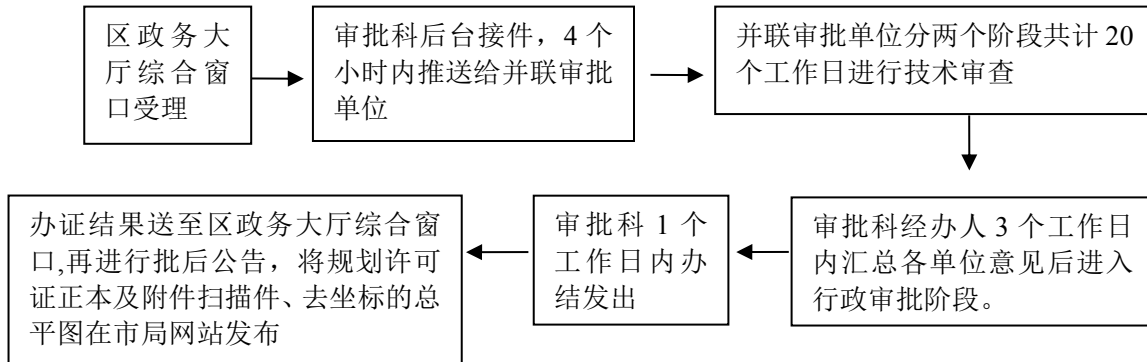 区政务大
厅综合窗
口受理
审批科后台接件，4 个
小时内推送给并联审批
单位
并联审批单位分两个阶段共计 20
个工作日进行技术审查
审批科经办人 3 个工作日
内汇总各单位意见后进入
行政审批阶段。
审批科 1 个
工作日内办
结发出
办证结果送至区政务大厅综合窗
口,再进行批后公告，将规划许可
证正本及附件扫描件、去坐标的总
平图在市局网站发布